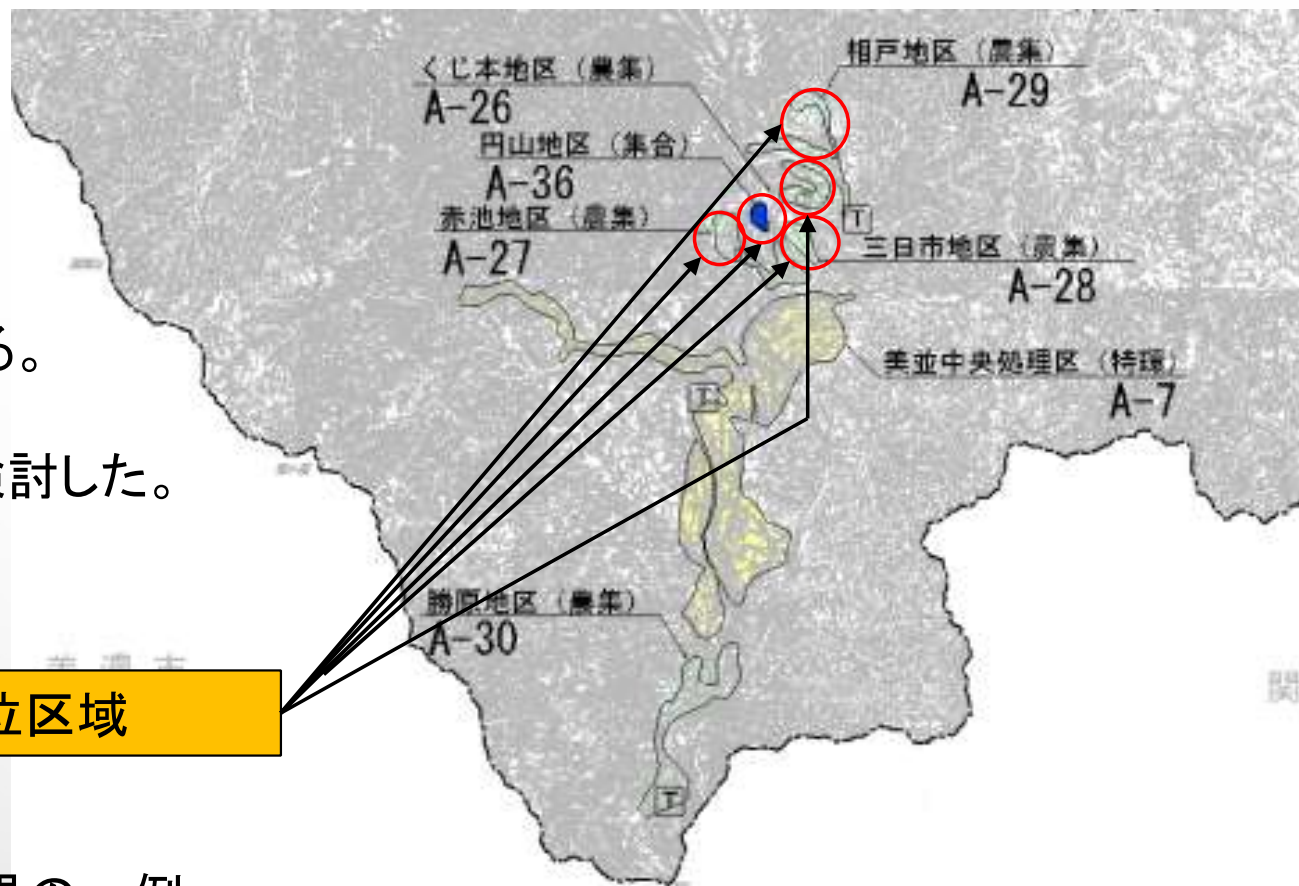 相戸地区（農集）
A-29
くじ本地区（農集）
A-26
円山地区（集合）
A-36
赤池地区（農集）
A-27
T
三日市地区（農集）
A-28
る。
美並中央処理区（特環）
A-7
T
検討した。
勝原地区（農集）
A-30
関
立区域
T
例